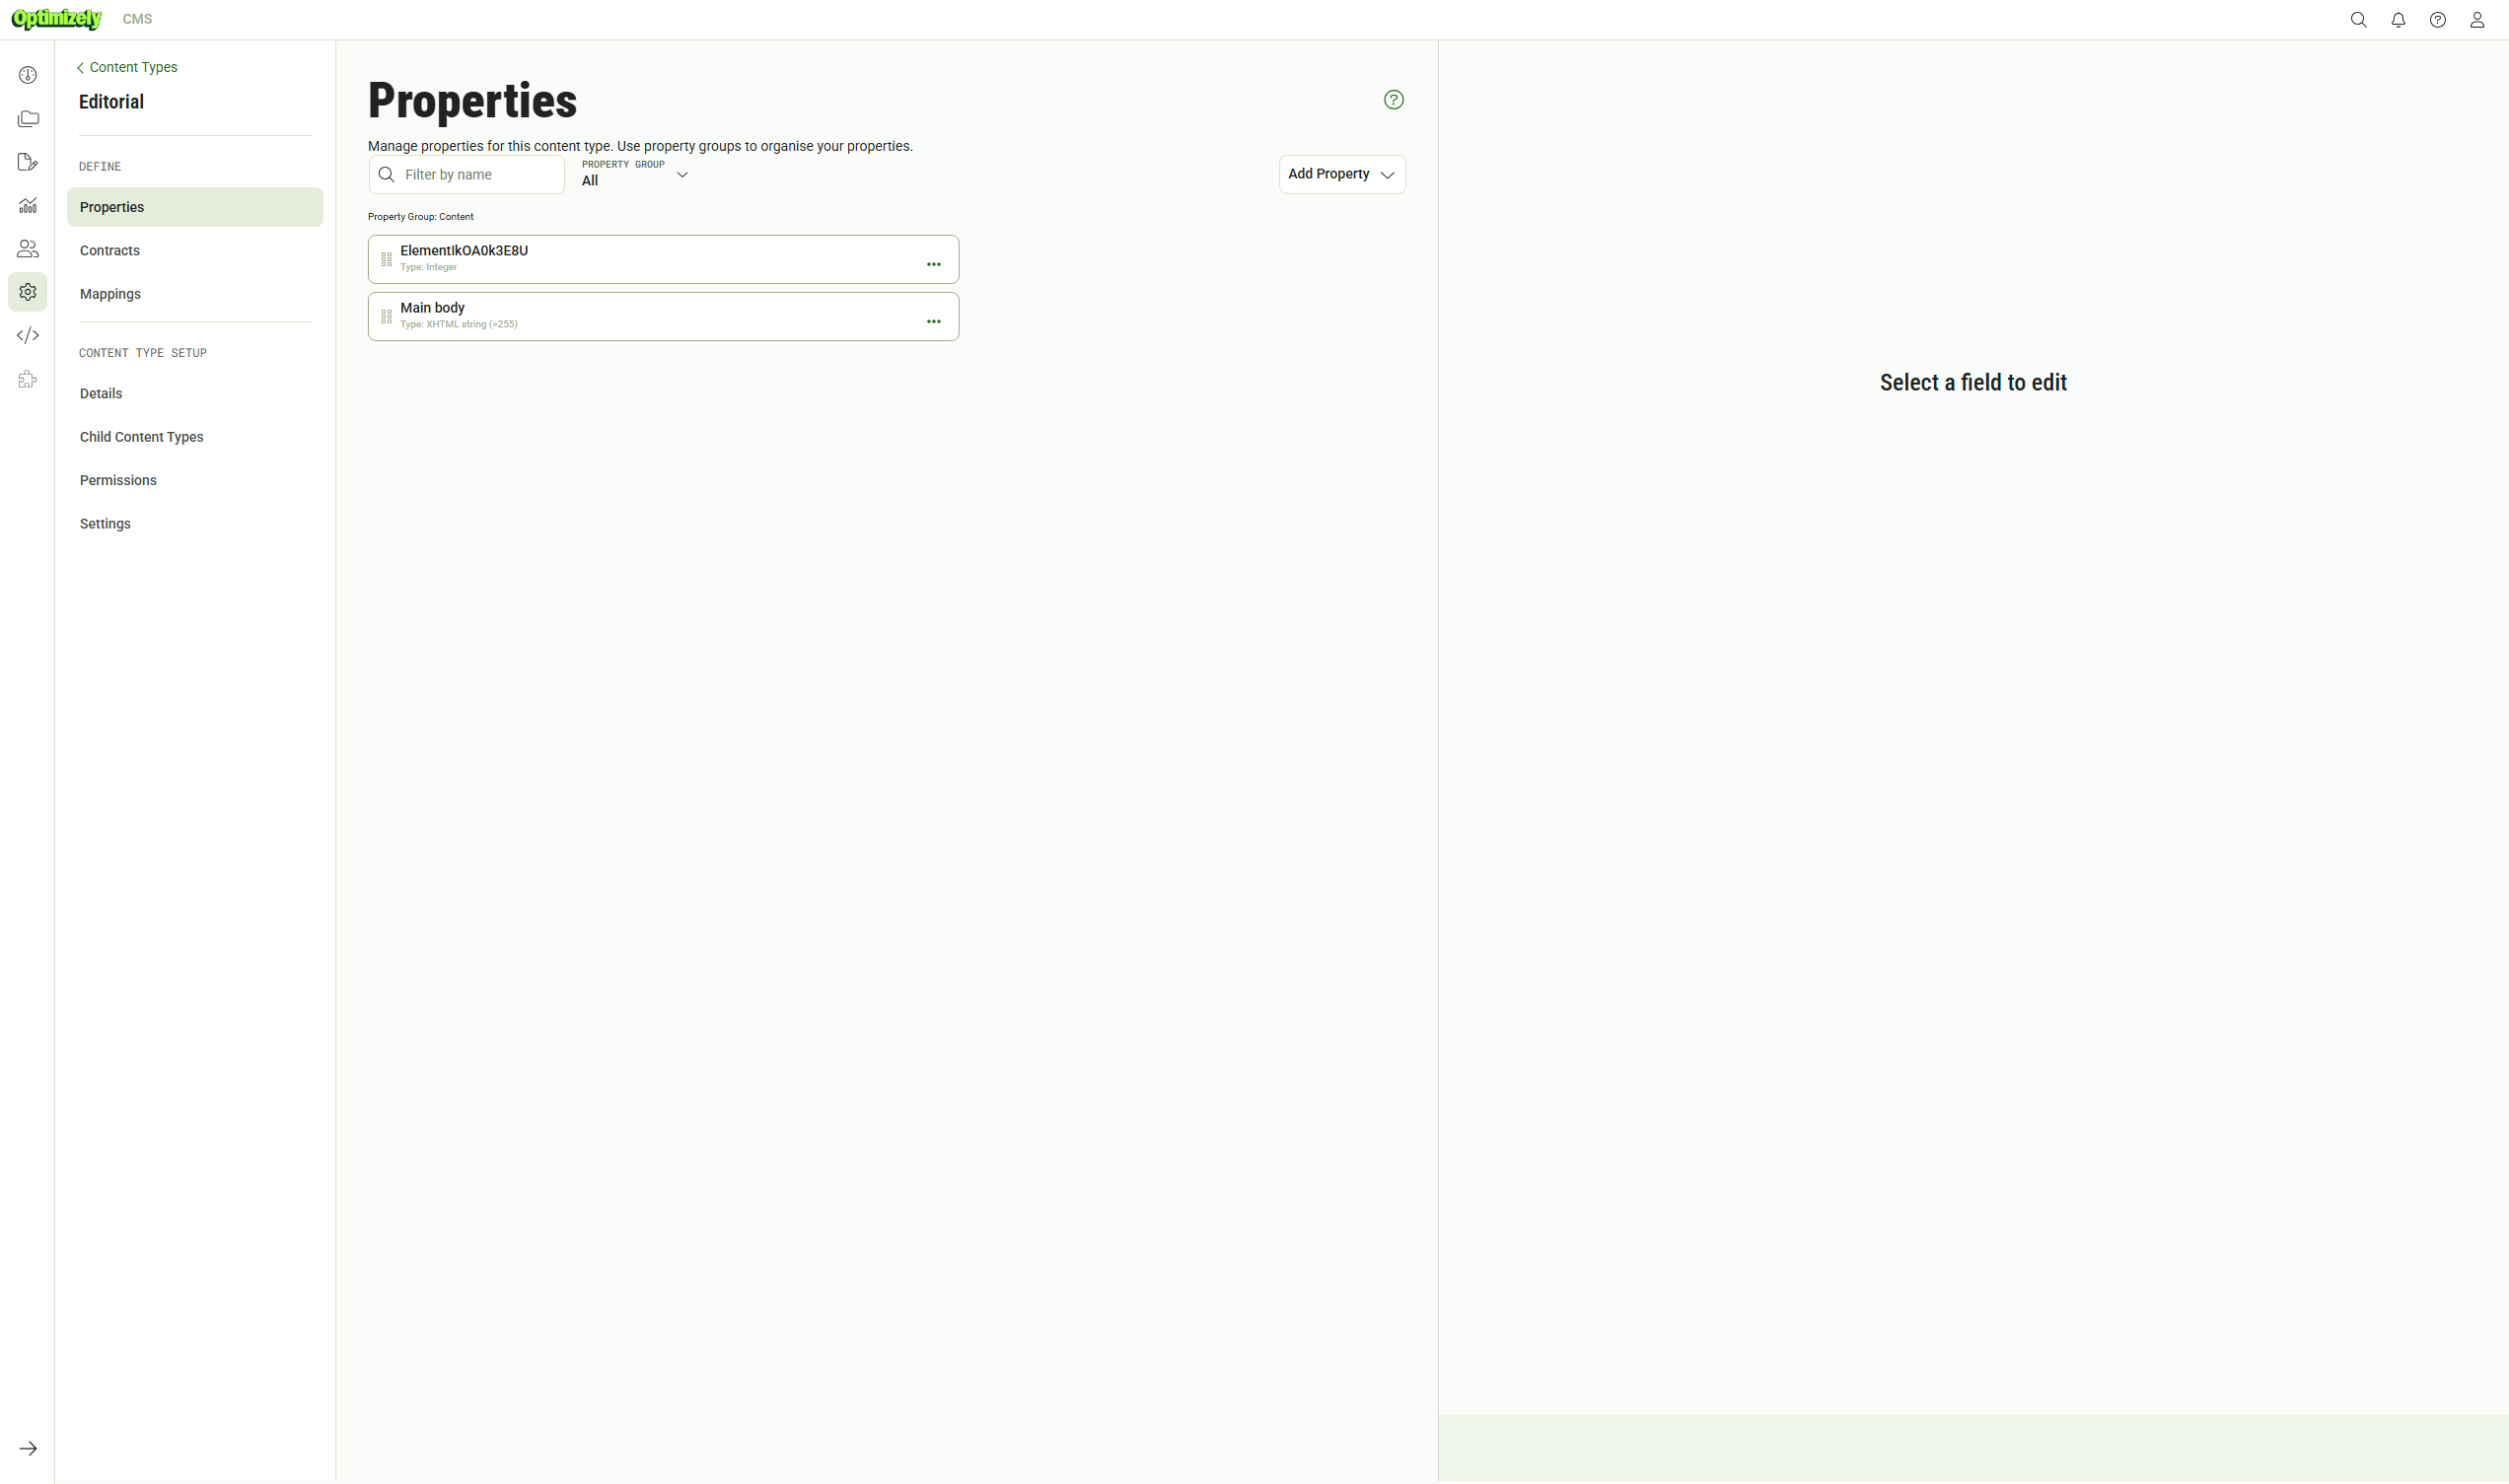 Optimizely CMS
Content Types
Editorial
DEFINE
Properties
Contracts
Mappings
CONTENT TYPE SETUP
Details
Child Content Types
Permissions
Settings
Properties
Manage properties for this content type. Use property groups to organise your properties.
Filter by name
PROPERTY GROUP
All
Add Property
Property Group: Content
ElementIkOA0k3E8U
Type: Integer
Main body
Type: XHTML string (>255)
Select a field to edit